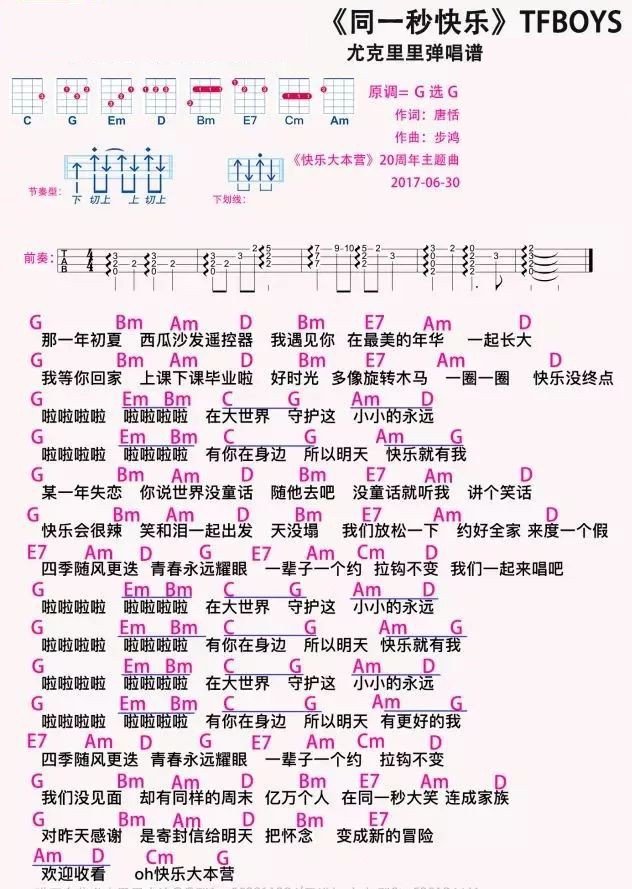 《同一秒快乐》TFBOYS
尤克里里弹唱谱
原调= G 选 G
C G Em D Bm E7 Cm Am
作词：唐恬
作曲：步鸿
《快乐大本营》20周年主题曲
2017-06-30
节奏型： 下 切上 上 切上 下划线：
前奏：
G Bm Am D Bm E7 Am D
那一年初夏 西瓜沙发遥控器 我遇见你 在最美的年华 一起长大
G Bm Am D Bm E7 Am D
我等你回家 上课下课毕业啦 好时光 多像旋转木马 一圈一圈 快乐没终点
G Em Bm C G Am D
啦啦啦啦 啦啦啦啦 在大世界 守护这 小小的永远
G Em Bm C G Am G
啦啦啦啦 啦啦啦啦 有你在身边 所以明天 快乐就有我
G Bm Am D Bm E7 Am D
某一年失恋 你说世界没童话 随他去吧 没童话就听我 讲个笑话
G Bm Am D Bm E7 Am D
快乐会很辣 笑和泪一起出发 天没塌 我们放松一下 约好全家 来度一个假
E7 Am D G E7 Am Cm D
四季随风更迭 青春永远耀眼 一辈子一个约 拉钩不变 我们一起来唱吧
G Em Bm C G Am D
啦啦啦啦 啦啦啦啦 在大世界 守护这 小小的永远
G Em Bm C G Am G
啦啦啦啦 啦啦啦啦 有你在身边 所以明天 快乐就有我
G Em Bm C G Am D
啦啦啦啦 啦啦啦啦 在大世界 守护这 小小的永远
G Em Bm C G Am G
啦啦啦啦 啦啦啦啦 有你在身边 所以明天 有更好的我
E7 Am D G E7 Am Cm D
四季随风更迭 青春永远耀眼 一辈子一个约 拉钩不变
G Bm Am D Bm E7 Am D
我们没见面 却有同样的周末 亿万个人 在同一秒大笑 连成家族
G Bm Am D Bm E7
对昨天感谢 是寄封信给明天 把怀念 变成新的冒险
Am D Cm G
欢迎收看 oh快乐大本营